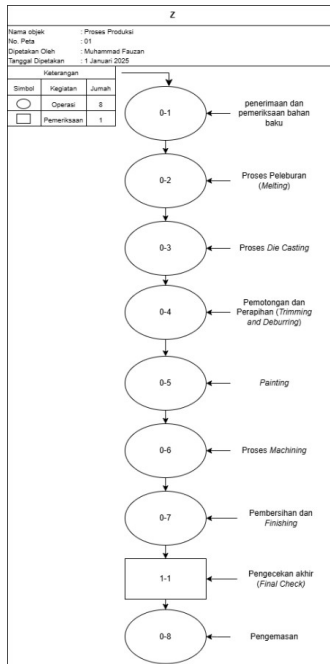 Z
Nama objek : Proses Produksi
No. Peta : 01
Dipetakan Oleh : Muhammad Fauzan
Tanggal Dipetakan : 1 Januari 2025
Keterangan
Simbol Kegiatan Jumah
Operasi 8
Pemeriksaan 1
0-1
penerimaan dan
pemeriksaan bahan
baku
0-2
Proses Peleburan
(Melting)
0-3
Proses Die Casting
0-4
Pemotongan dan
Perapihan (Trimming
and Deburring)
0-5
Painting
0-6
Proses Machining
0-7
Pembersihan dan
Finishing
1-1
Pengecekan akhir
(Final Check)
0-8
Pengemasan